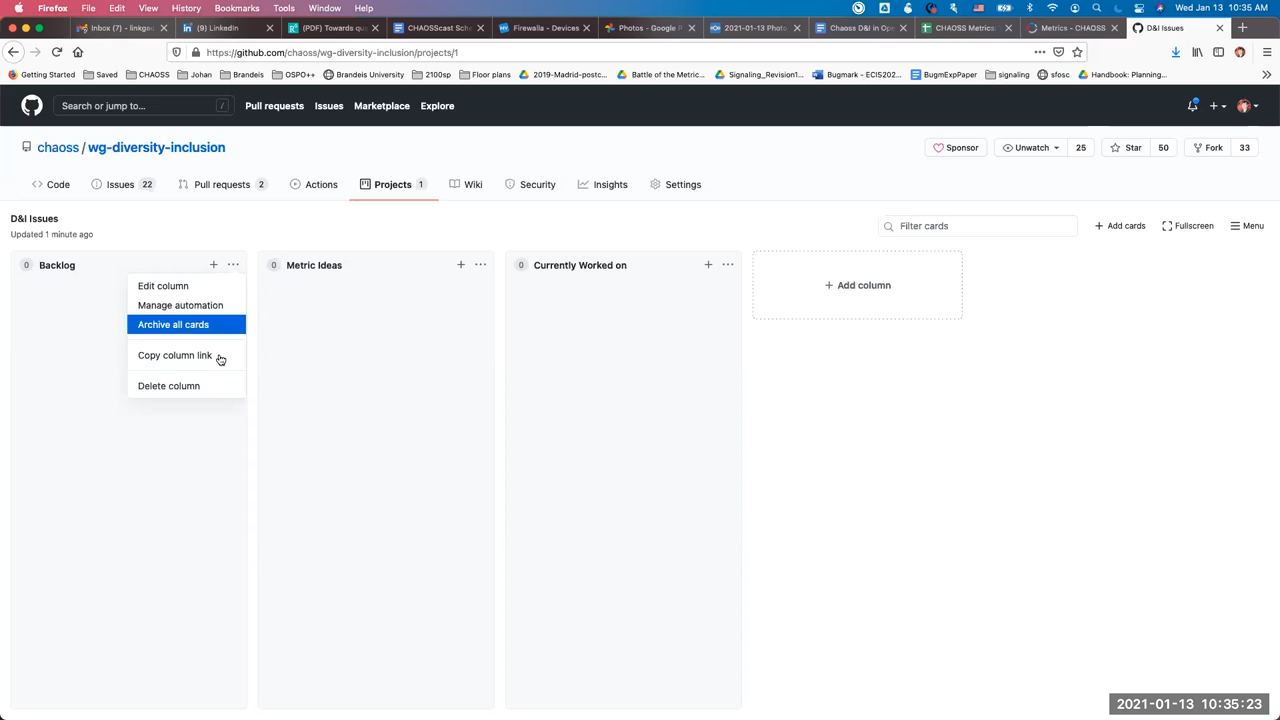 Firefox File Edit View History Bookmarks Tools Window Help Wed Jan 13 10:35 AM
Inbox (7) - linkgeo (9) LinkedIn (PDF) Towards qua CHAOSScast Sched Firewalla - Devices Photos - Google P 2021-01-13 Photo Chaoss D&I in Ope CHAOSS Metrics: Metrics - CHAOSS D&I Issues
https://github.com/chaoss/wg-diversity-inclusion/projects/1
Getting Started Saved CHAOSS Johan Brandeis OSPO++ Brandeis University 2100sp Floor plans 2019-Madrid-postc... Battle of the Metric... Signaling_Revision1... Bugmark - ECIS202... BugmExpPaper signaling sfosc Handbook: Planning...
Search or jump to... / Pull requests Issues Marketplace Explore
chaoss / wg-diversity-inclusion Sponsor Unwatch 25 Star 50 Fork 33
Code Issues 22 Pull requests 2 Actions Projects 1 Wiki Security Insights Settings
D&I Issues
Updated 1 minute ago
Filter cards + Add cards Fullscreen Menu
0 Backlog + ... 0 Metric Ideas + ... 0 Currently Worked on + ...
+ Add column
Edit column
Manage automation
Archive all cards
Copy column link
Delete column
2021-01-13 10:35:23